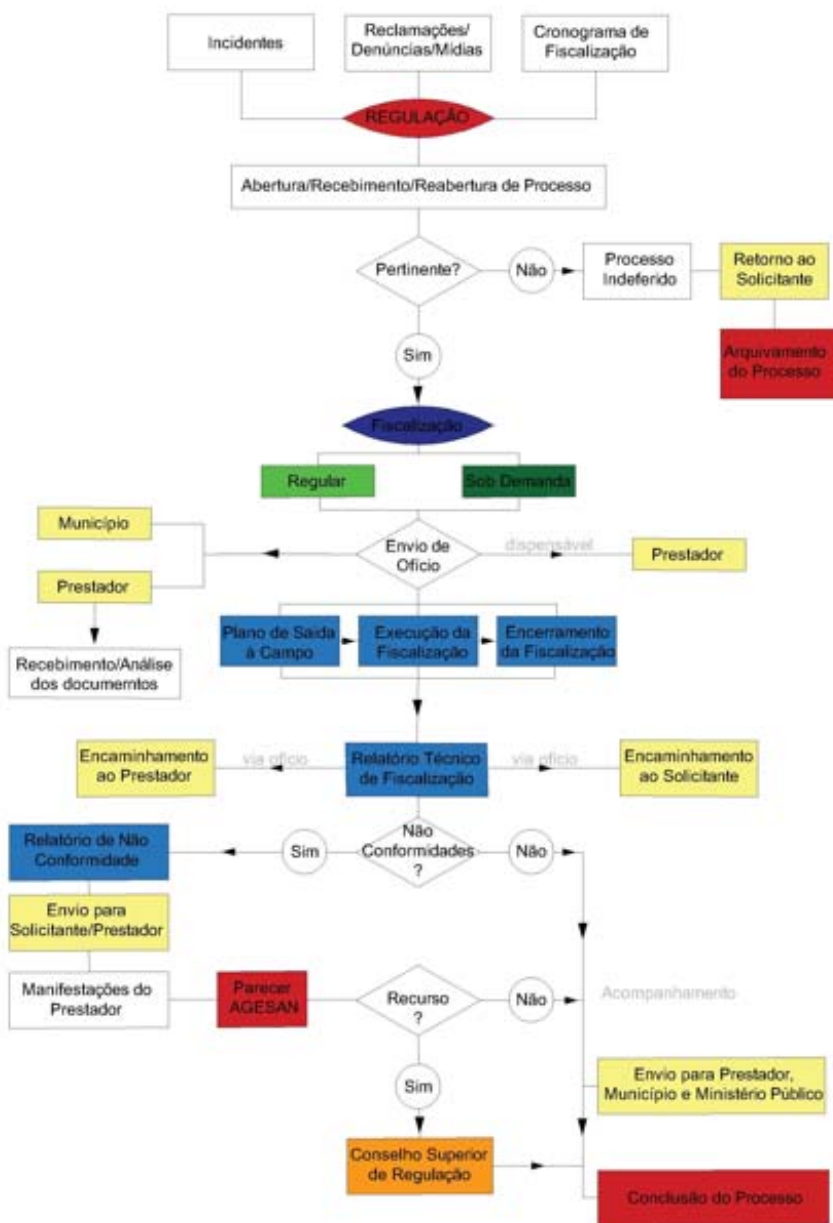 Incidentes
Reclamações/
Denúncias/Mídias
Cronograma de
Fiscalização
REGULAÇÃO
Abertura/Recebimento/Reabertura de Processo
Pertinente?
Não
Processo
Indeferido
Retorno ao
Solicitante
Sim
Arquivamento
do Processo
Fiscalização
Regular
Sob Demanda
Município
Envio de
Ofício
dispensável
Prestador
Prestador
Plano de Saída
à Campo
Execução da
Fiscalização
Encerramento
da Fiscalização
Recebimento/Análise
dos documerntos
Encaminhamento
ao Prestador
via ofício
Relatório Técnico
de Fiscalização
via ofício
Encaminhamento
ao Solicitante
Relatório de Não
Conformidade
Sim
Não
Conformidades
?
Não
Envio para
Solicitante/Prestador
Manifestações do
Prestador
Parecer
AGESAN
Recurso
?
Não
Acompanhamento
Sim
Envio para Prestador,
Município e Ministério Público
Conselho Superior
de Regulação
Conclusão do Processo